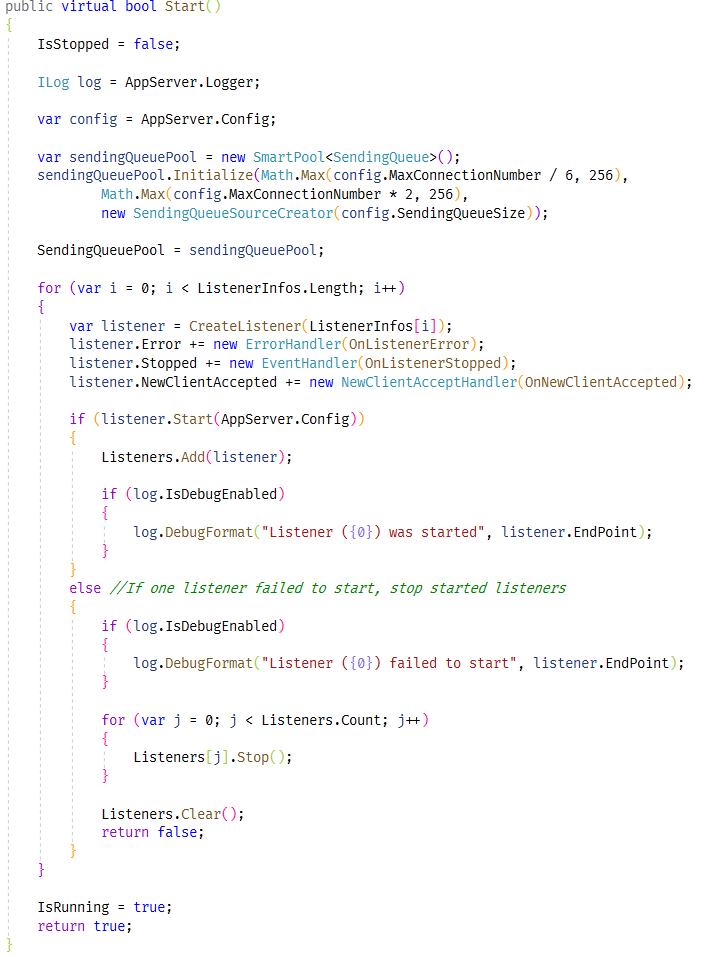 public virtual bool Start()
{
    IsStopped = false;

    ILog log = AppServer.Logger;

    var config = AppServer.Config;

    var sendingQueuePool = new SmartPool<SendingQueue>();
    sendingQueuePool.Initialize(Math.Max(config.MaxConnectionNumber / 6, 256),
            Math.Max(config.MaxConnectionNumber * 2, 256),
            new SendingQueueSourceCreator(config.SendingQueueSize));

    SendingQueuePool = sendingQueuePool;

    for (var i = 0; i < ListenerInfos.Length; i++)
    {
        var listener = CreateListener(ListenerInfos[i]);
        listener.Error += new ErrorHandler(OnListenerError);
        listener.Stopped += new EventHandler(OnListenerStopped);
        listener.NewClientAccepted += new NewClientAcceptHandler(OnNewClientAccepted);

        if (listener.Start(AppServer.Config))
        {
            Listeners.Add(listener);

            if (log.IsDebugEnabled)
            {
                log.DebugFormat("Listener ({0}) was started", listener.EndPoint);
            }
        }
        else //If one listener failed to start, stop started listeners
        {
            if (log.IsDebugEnabled)
            {
                log.DebugFormat("Listener ({0}) failed to start", listener.EndPoint);
            }

            for (var j = 0; j < Listeners.Count; j++)
            {
                Listeners[j].Stop();
            }

            Listeners.Clear();
            return false;
        }
    }

    IsRunning = true;
    return true;
}